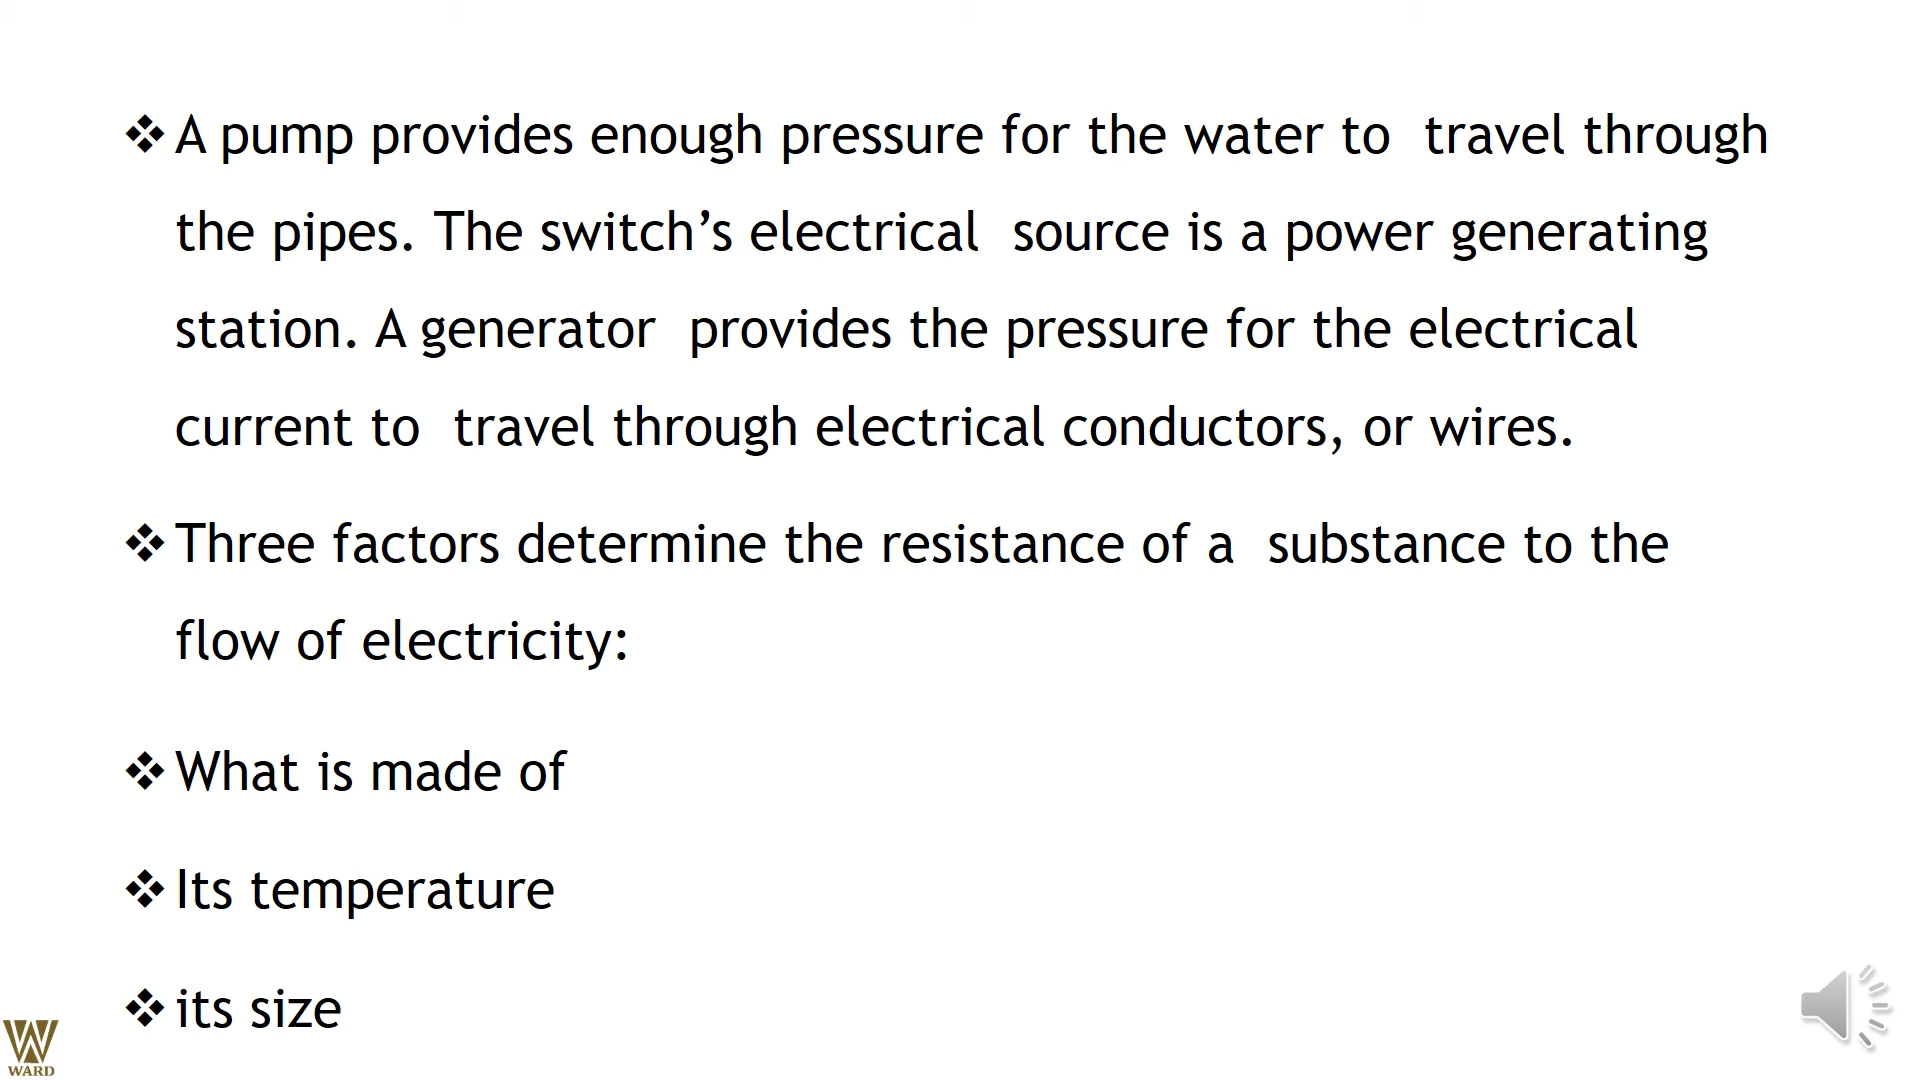 ❖ A pump provides enough pressure for the water to  travel through
the pipes. The switch’s electrical  source is a power generating
station. A generator  provides the pressure for the electrical
current to  travel through electrical conductors, or wires.
❖ Three factors determine the resistance of a  substance to the
flow of electricity:
❖ What is made of
❖ Its temperature
❖ its size
WARD